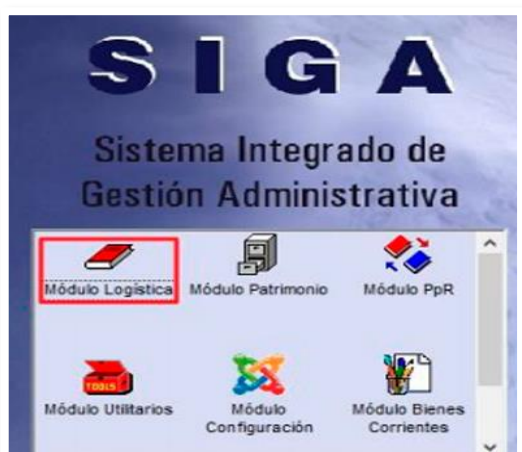 SIGA
Sistema Integrado de
Gestión Administrativa
Módulo Logística
Módulo Patrimonio
Módulo PpR
TOOLS
Módulo Utilitarios
Módulo
Configuración
Módulo Bienes
Corrientes